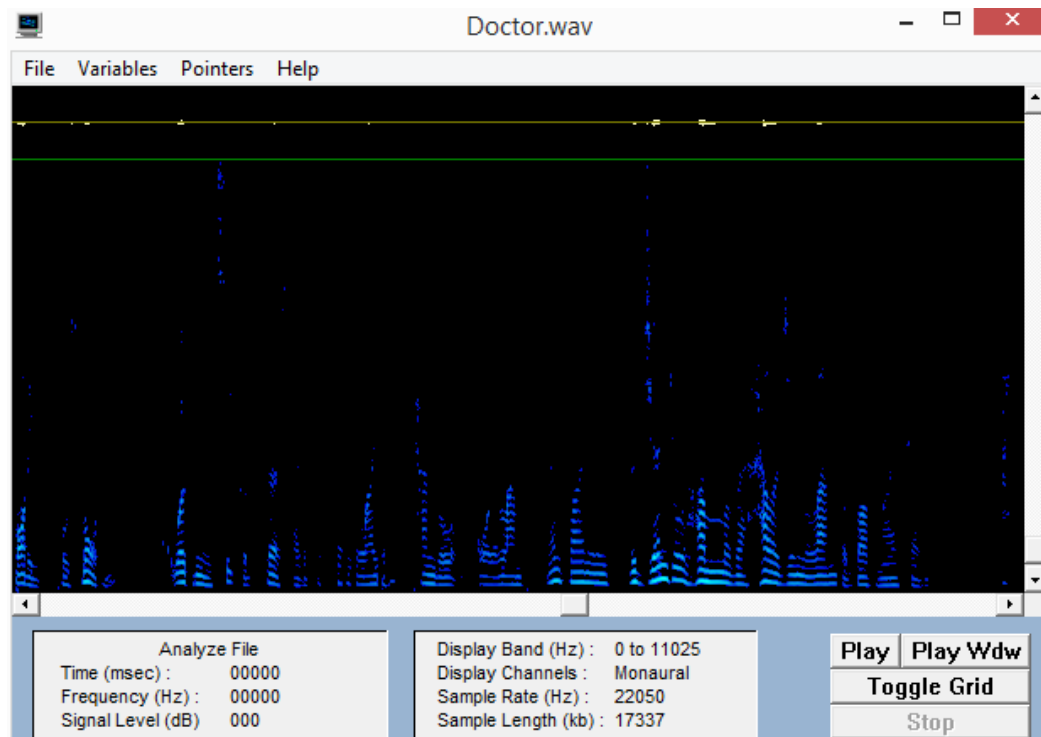 Doctor.wav
File Variables Pointers Help
Analyze File
Time (msec) : 00000
Frequency (Hz) : 00000
Signal Level (dB) 000
Display Band (Hz) : 0 to 11025
Display Channels : Monaural
Sample Rate (Hz) : 22050
Sample Length (kb) : 17337
Play Play Wdw
Toggle Grid
Stop